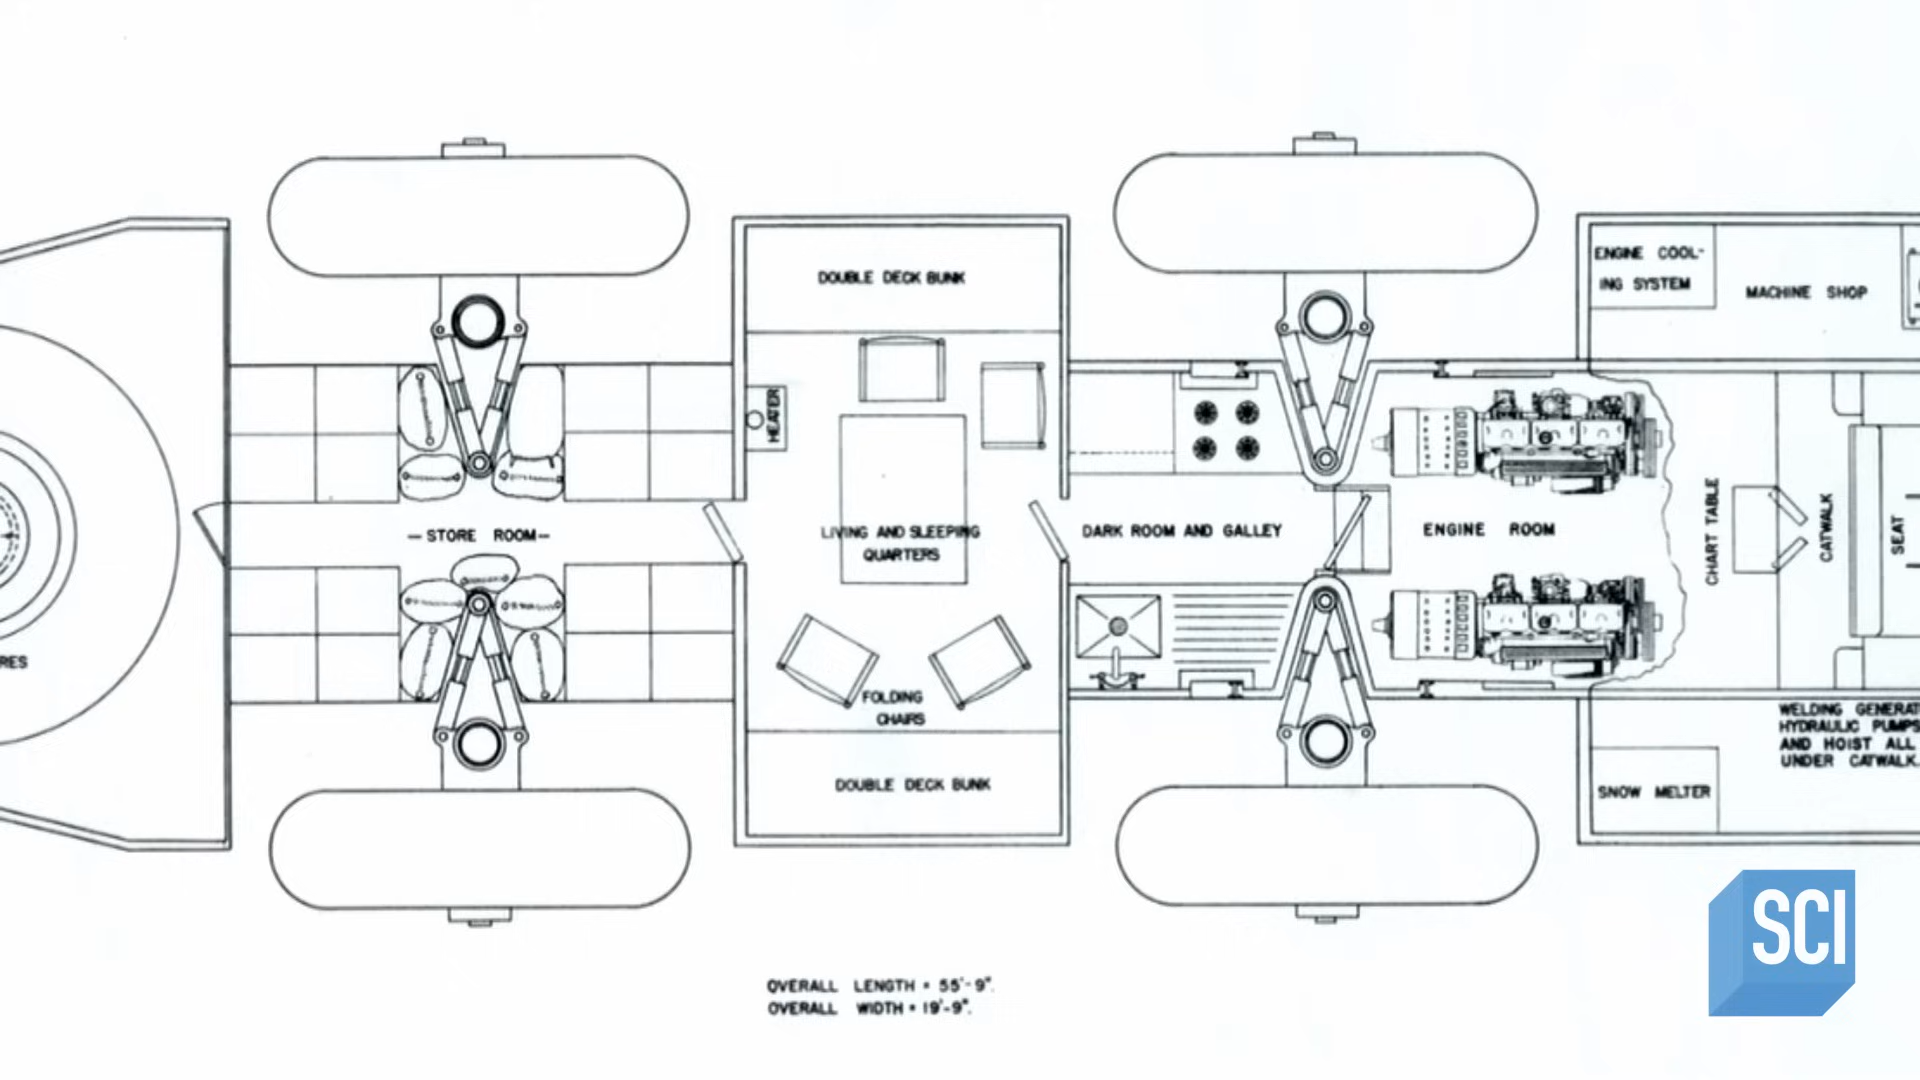 ENGINE COOL-
ING SYSTEM
MACHINE SHOP
DOUBLE DECK BUNK
HEATER
—STORE ROOM—
LIVING AND SLEEPING
QUARTERS
DARK ROOM AND GALLEY
ENGINE ROOM
CHART TABLE
CATWALK
SEAT
RES
FOLDING
CHAIRS
WELDING GENERAT
HYDRAULIC PUMPS
AND HOIST ALL
UNDER CATWALK.
DOUBLE DECK BUNK
SNOW MELTER
OVERALL LENGTH = 55'-9".
OVERALL WIDTH = 19'-9".
SCI